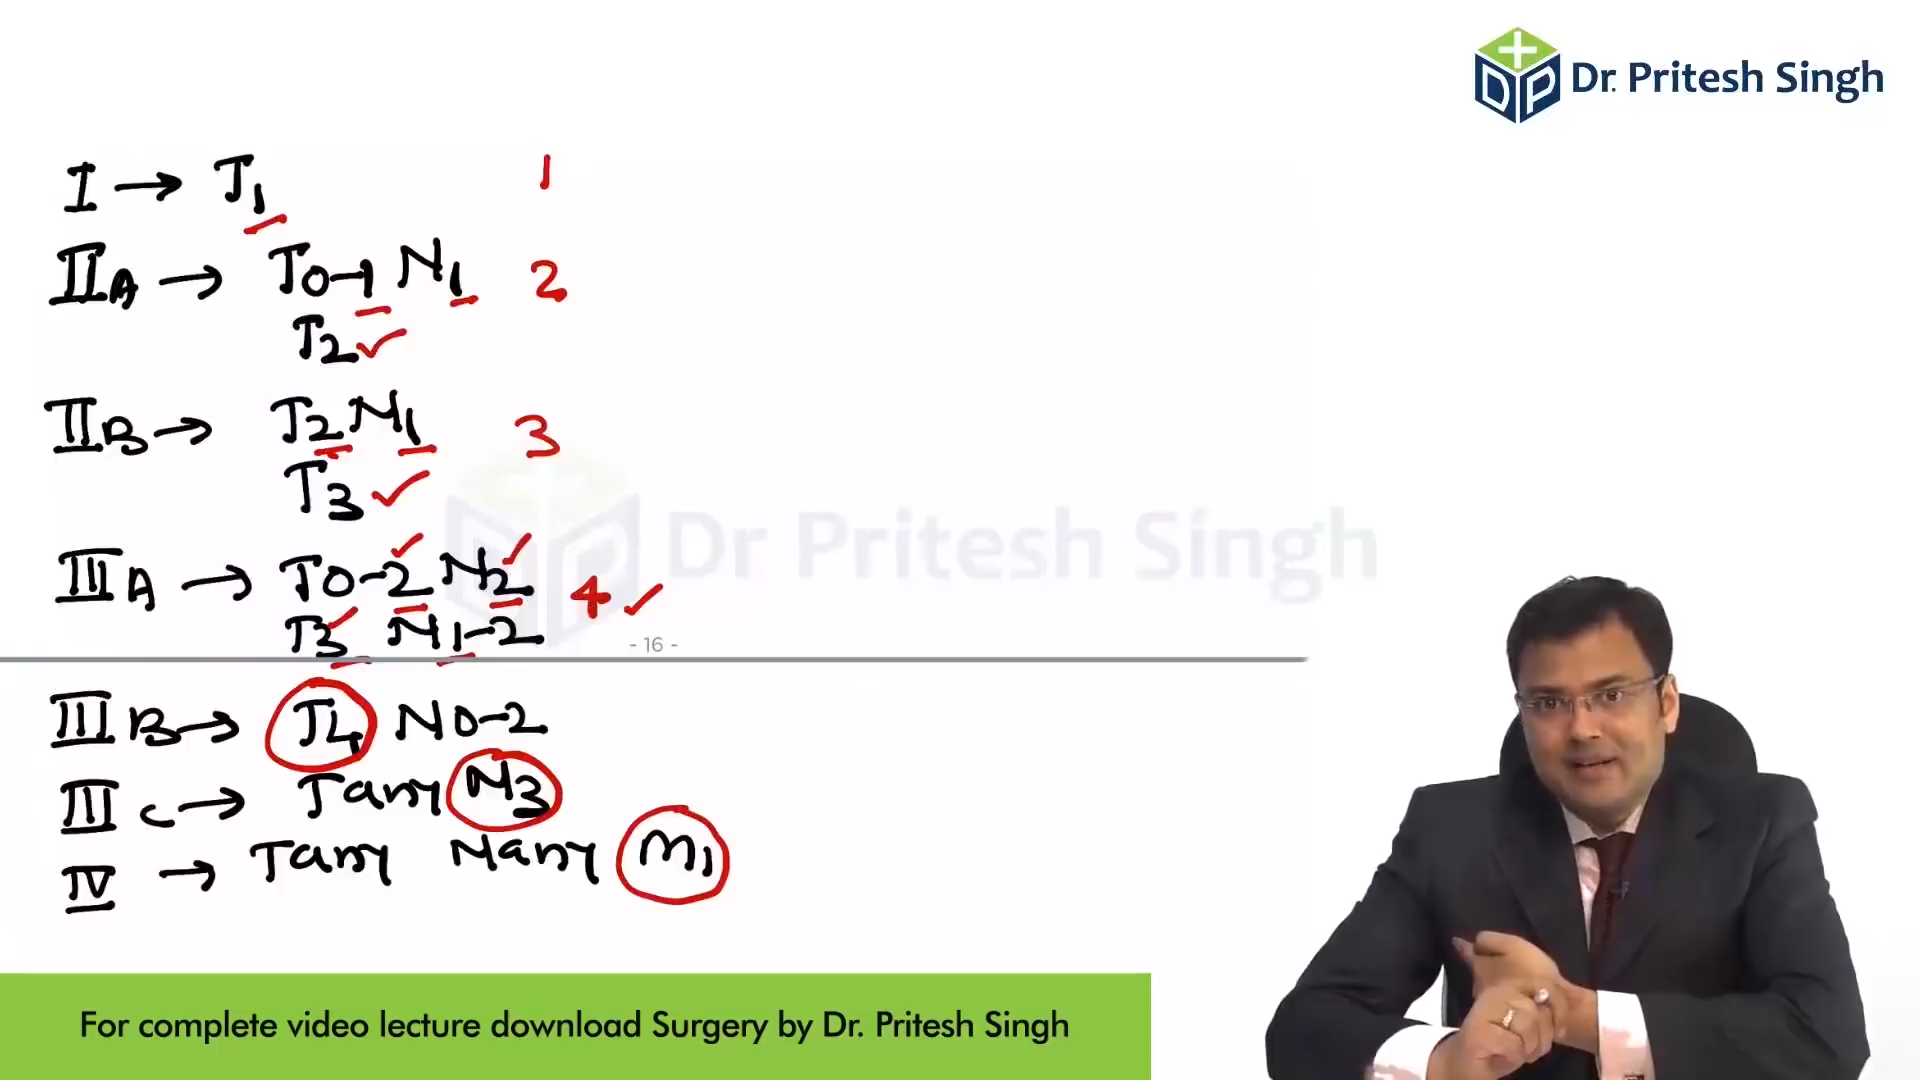 Dr. Pritesh Singh
I → T1 1
IIA → T0-1 N1 2
T2 ✓
IIB → T2 N1 3
T3 ✓
Dr Pritesh Singh
IIIA → T0-2 N2 4 ✓
T3 N1-2
- 16 -
IIIB → T4 N0-2
IIIC → Tany N3
IV → Tany Nany M1
For complete video lecture download Surgery by Dr. Pritesh Singh